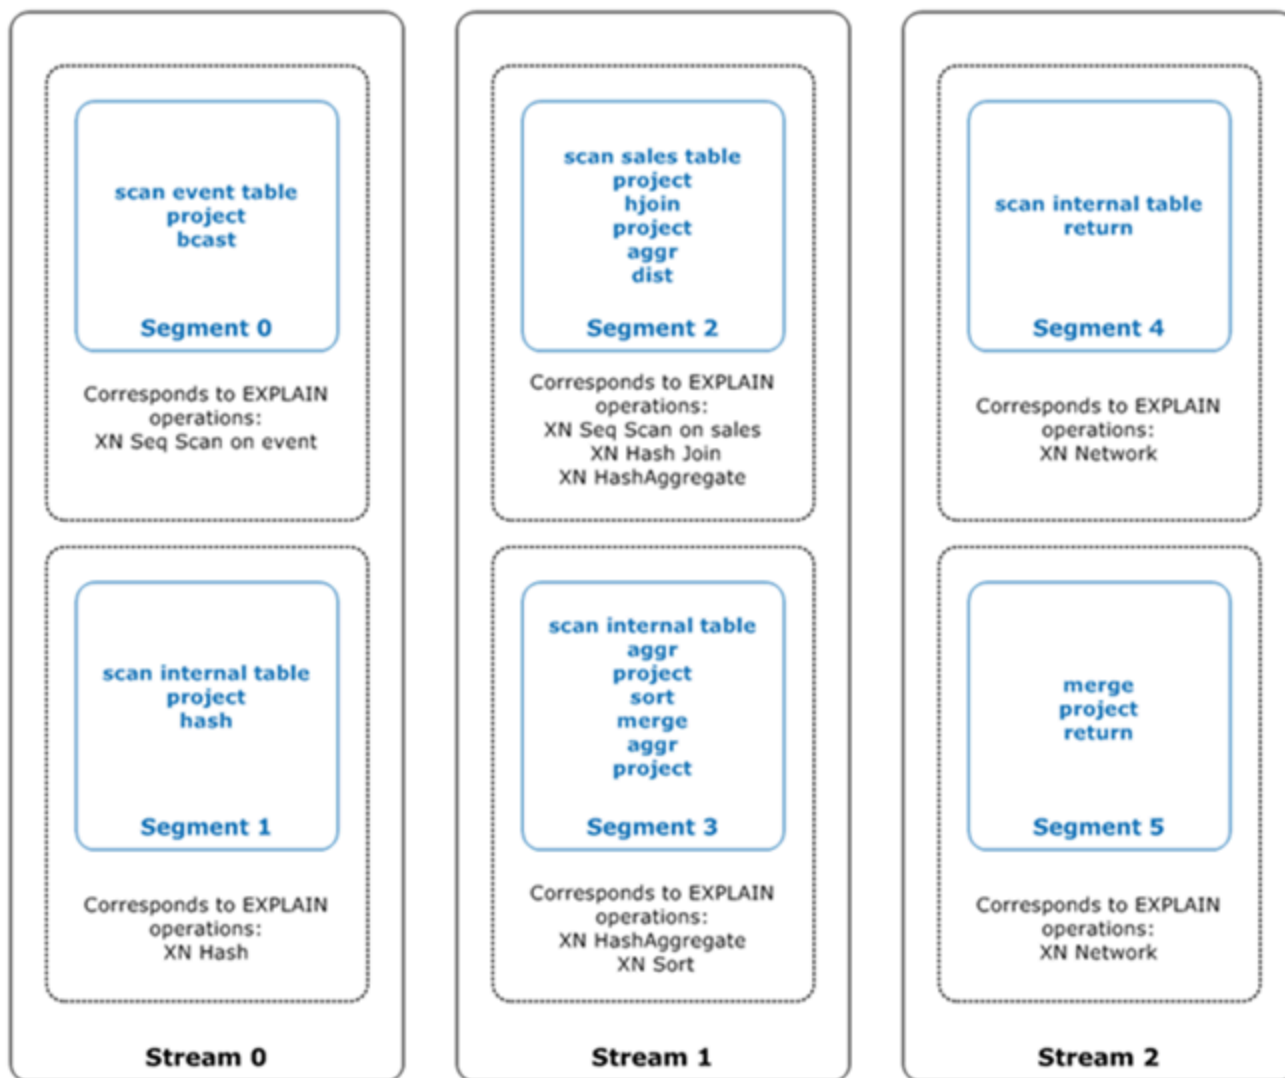 scan event table
project
bcast
Segment 0
Corresponds to EXPLAIN
operations:
XN Seq Scan on event
scan internal table
project
hash
Segment 1
Corresponds to EXPLAIN
operations:
XN Hash
Stream 0
scan sales table
project
hjoin
project
aggr
dist
Segment 2
Corresponds to EXPLAIN
operations:
XN Seq Scan on sales
XN Hash Join
XN HashAggregate
scan internal table
aggr
project
sort
merge
aggr
project
Segment 3
Corresponds to EXPLAIN
operations:
XN HashAggregate
XN Sort
Stream 1
scan internal table
return
Segment 4
Corresponds to EXPLAIN
operations:
XN Network
merge
project
return
Segment 5
Corresponds to EXPLAIN
operations:
XN Network
Stream 2